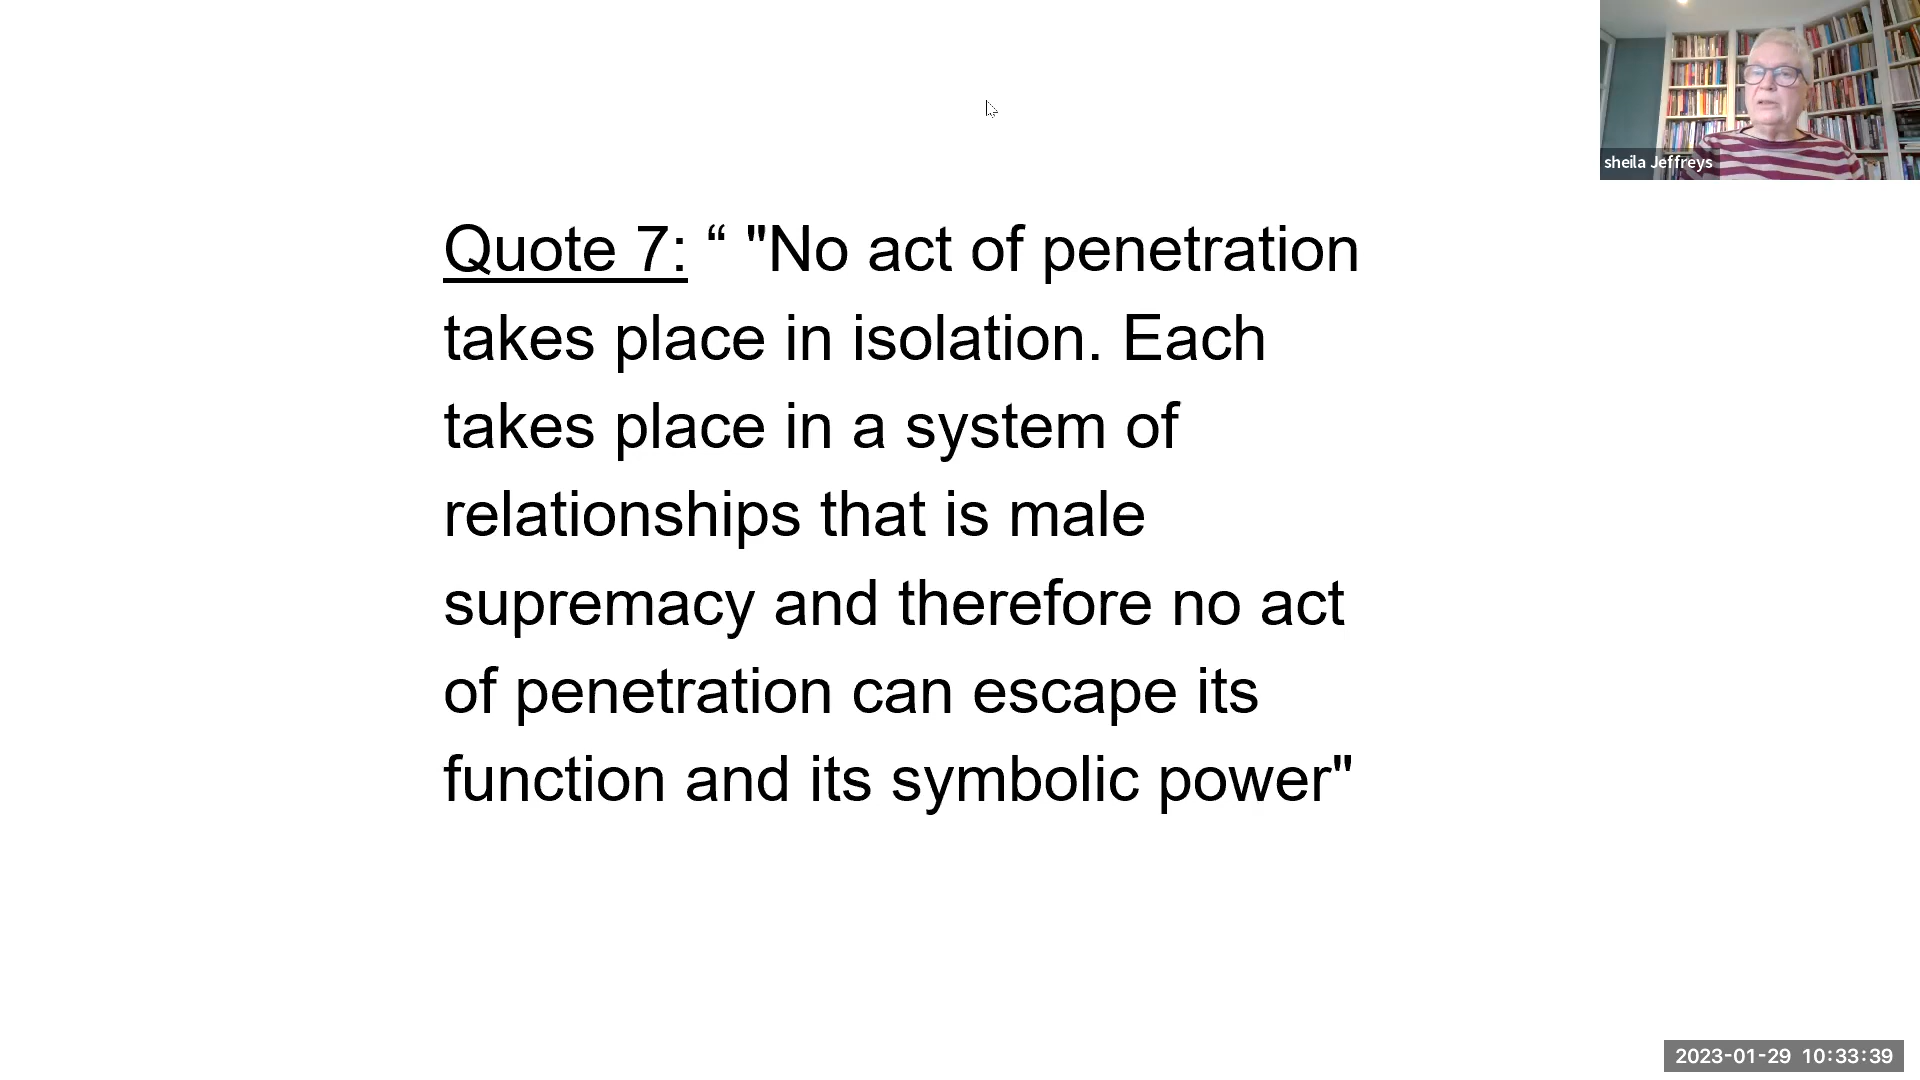 sheila Jeffreys
Quote 7: “ "No act of penetration
takes place in isolation. Each
takes place in a system of
relationships that is male
supremacy and therefore no act
of penetration can escape its
function and its symbolic power"
2023-01-29 10:33:39